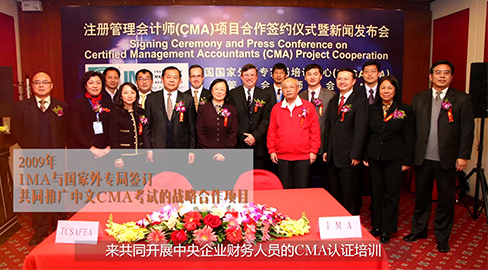 注册管理会计师(CMA)项目合作签约仪式暨新闻发布会
Signing Ceremony and Press Conference on
Certified Management Accountants (CMA) Project Cooperation
2009年
IMA与国家外专局签订
共同推广中文CMA考试的战略合作项目
TCSAFEA
I M A
来共同开展中央企业财务人员的CMA认证培训